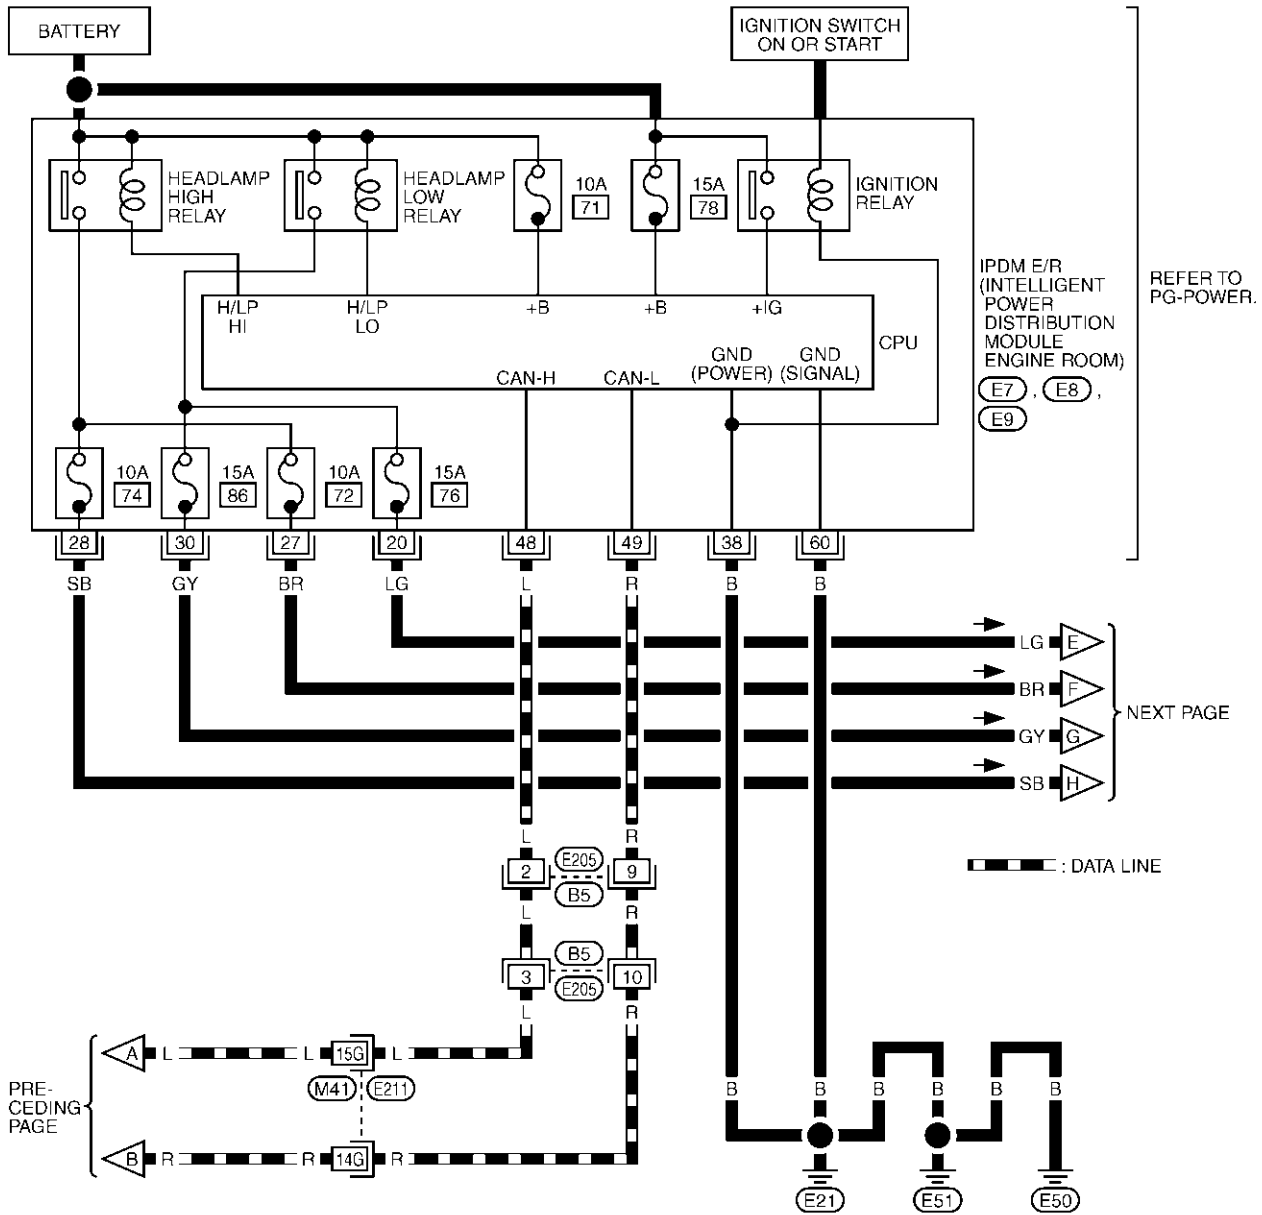 BATTERY
IGNITION SWITCH
ON OR START
HEADLAMP
HIGH
RELAY
HEADLAMP
LOW
RELAY
10A
71
15A
78
IGNITION
RELAY
IPDM E/R
(INTELLIGENT
POWER
DISTRIBUTION
MODULE
ENGINE ROOM)
E7 , E8 ,
E9
REFER TO
PG-POWER.
H/LP
HI
H/LP
LO
+B
+B
+IG
CPU
CAN-H
CAN-L
GND
(POWER)
GND
(SIGNAL)
10A
74
15A
86
10A
72
15A
76
28 30 27 20 48 49 38 60
SB GY BR LG L R B B
LG E
BR F
GY G
SB H
NEXT PAGE
L R
2 E205 9
B5
: DATA LINE
L R
B5
3 10
E205
L R
A L L 15G L
M41 E211
PRE-
CEDING
PAGE
B R R 14G R
B B B B B B
E21 E51 E50